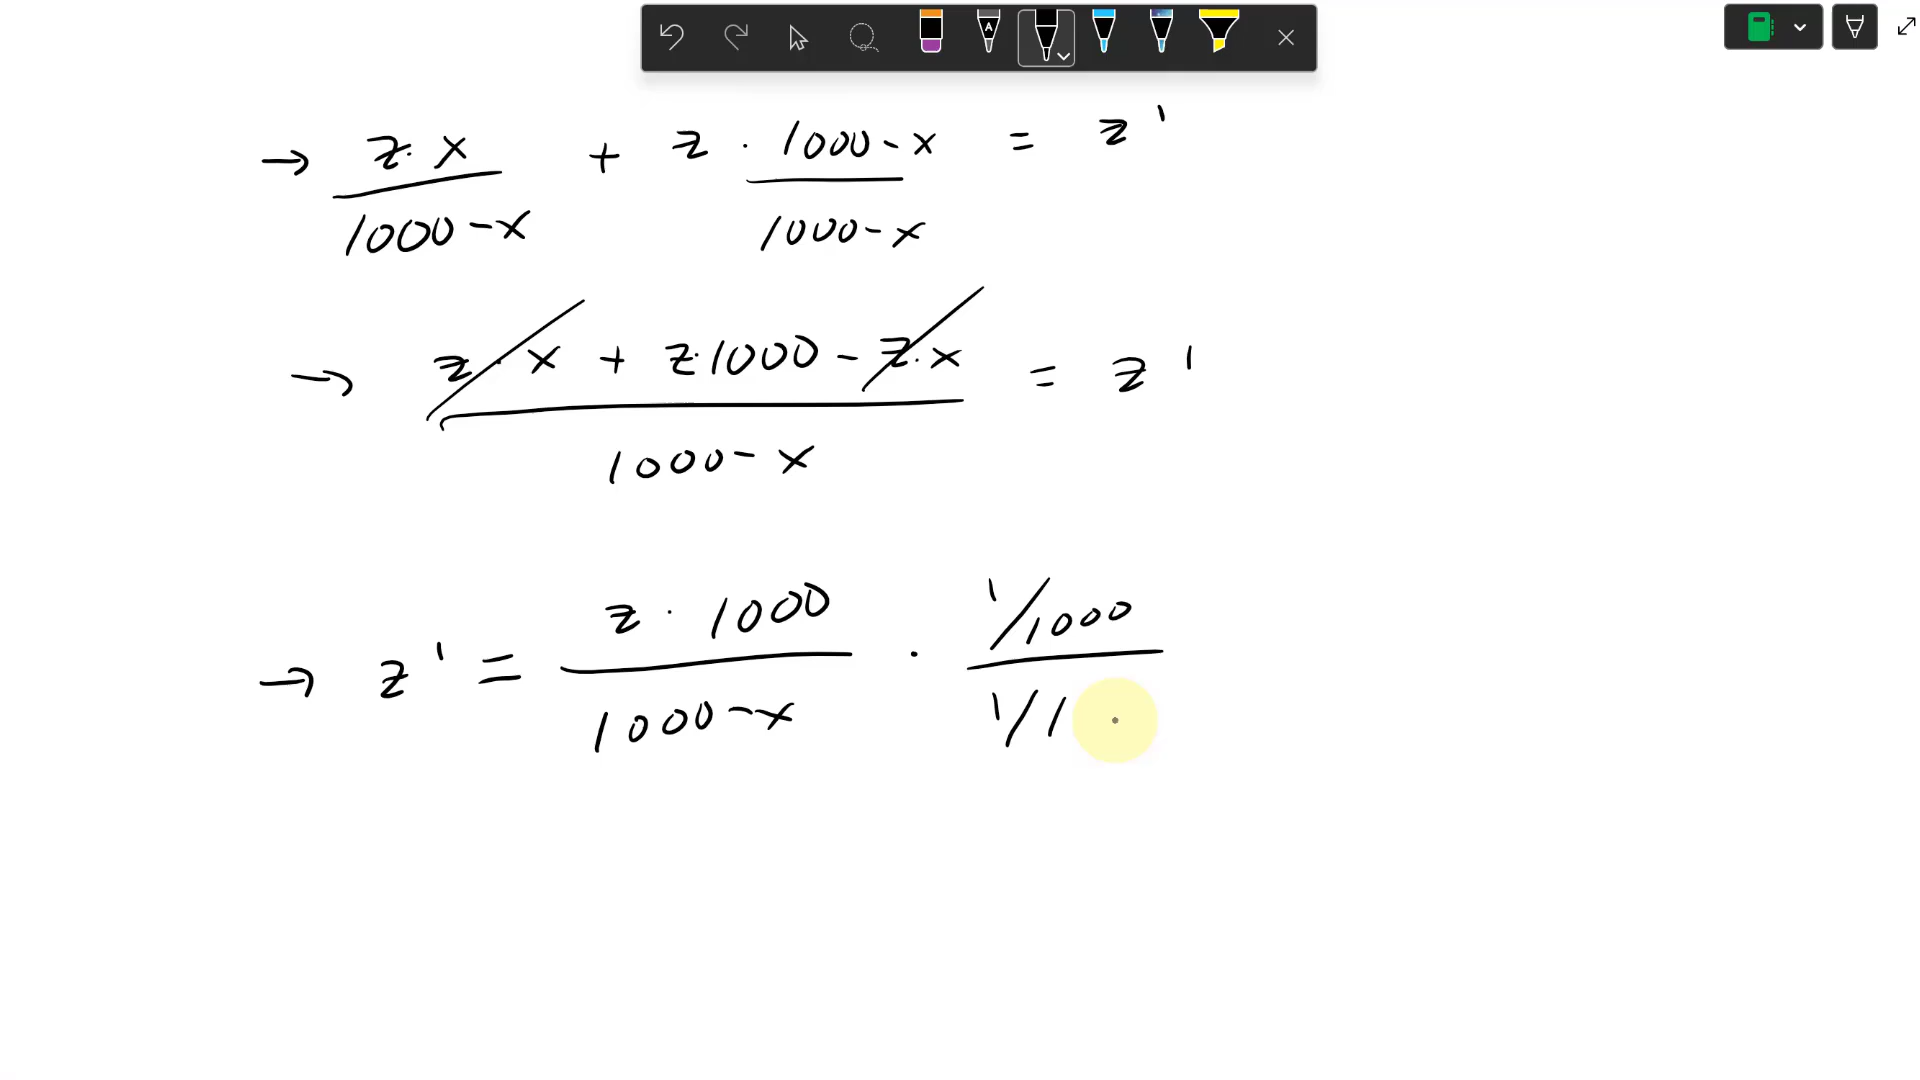 → z·x / 1000-x + z · 1000-x / 1000-x = z'
→ z·x + z·1000 - z·x / 1000-x = z'
→ z' = z · 1000 / 1000-x · 1/1000 / 1/1